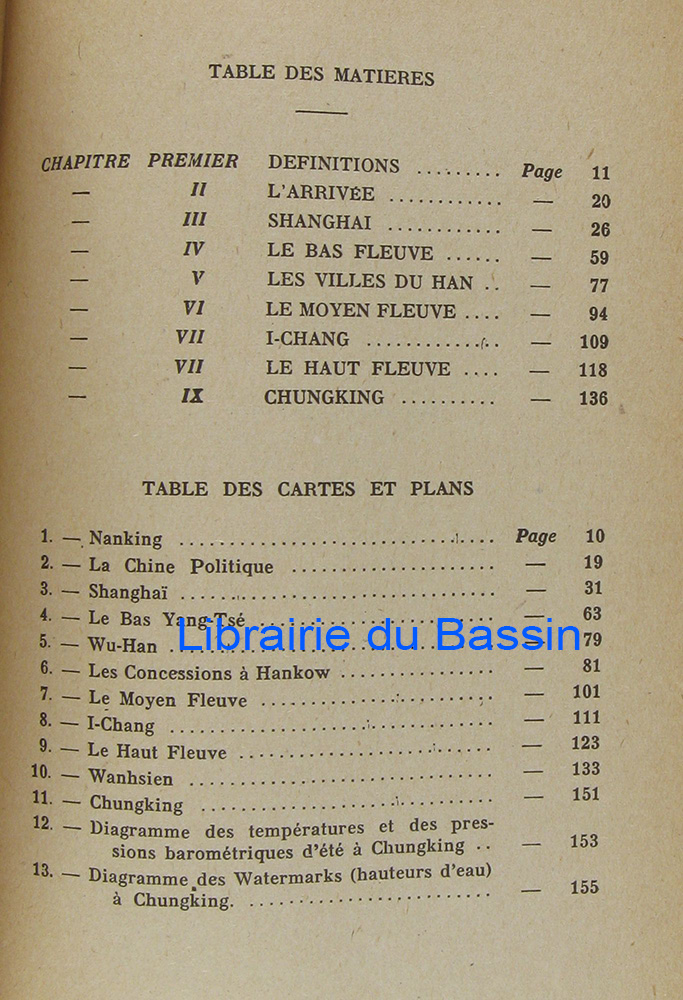 TABLE DES MATIERES
CHAPITRE PREMIER DEFINITIONS ......... Page 11
— II L'ARRIVÉE ............ — 20
— III SHANGHAI ............ — 26
— IV LE BAS FLEUVE ...... — 59
— V LES VILLES DU HAN .. — 77
— VI LE MOYEN FLEUVE .... — 94
— VII I-CHANG .............. — 109
— VII LE HAUT FLEUVE .... — 118
— IX CHUNGKING .......... — 136
TABLE DES CARTES ET PLANS
1. — Nanking ................................ Page 10
2. — La Chine Politique ..................... — 19
3. — Shanghaï ................................ — 31
4. — Le Bas Yang-Tsé ........................ — 63
Librairie du Bassin
5. — Wu-Han ................................ — 79
6. — Les Concessions à Hankow ................ — 81
7. — Le Moyen Fleuve ........................ — 101
8. — I-Chang ................................ — 111
9. — Le Haut Fleuve .......................... — 123
10. — Wanhsien ............................... — 133
11. — Chungking .............................. — 151
12. — Diagramme des températures et des pres-
sions barométriques d'été à Chungking .. — 153
13. — Diagramme des Watermarks (hauteurs d'eau)
à Chungking. ......................... — 155